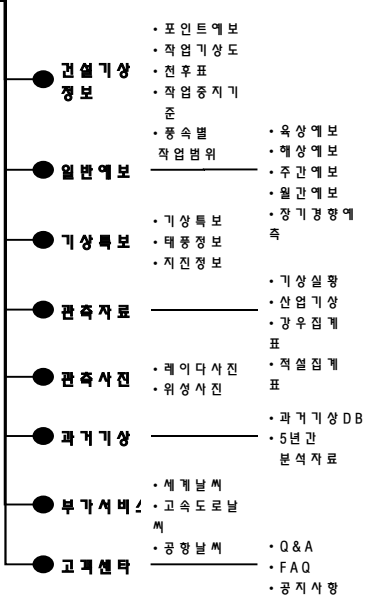 건설기상
정보
• 포인트예보
• 작업기상도
• 천후표
• 작업중지기
준
• 풍속별
작업범위
일반예보
• 육상예보
• 해상예보
• 주간예보
• 월간예보
• 장기경향예
측
기상특보
• 기상특보
• 태풍정보
• 지진정보
관측자료
• 기상실황
• 산업기상
• 강우집계
표
• 적설집계
표
관측사진
• 레이다사진
• 위성사진
과거기상
• 과거기상DB
• 5년간
분석자료
부가서비스
• 세계날씨
• 고속도로날
씨
• 공항날씨
고객센타
• Q&A
• FAQ
• 공지사항